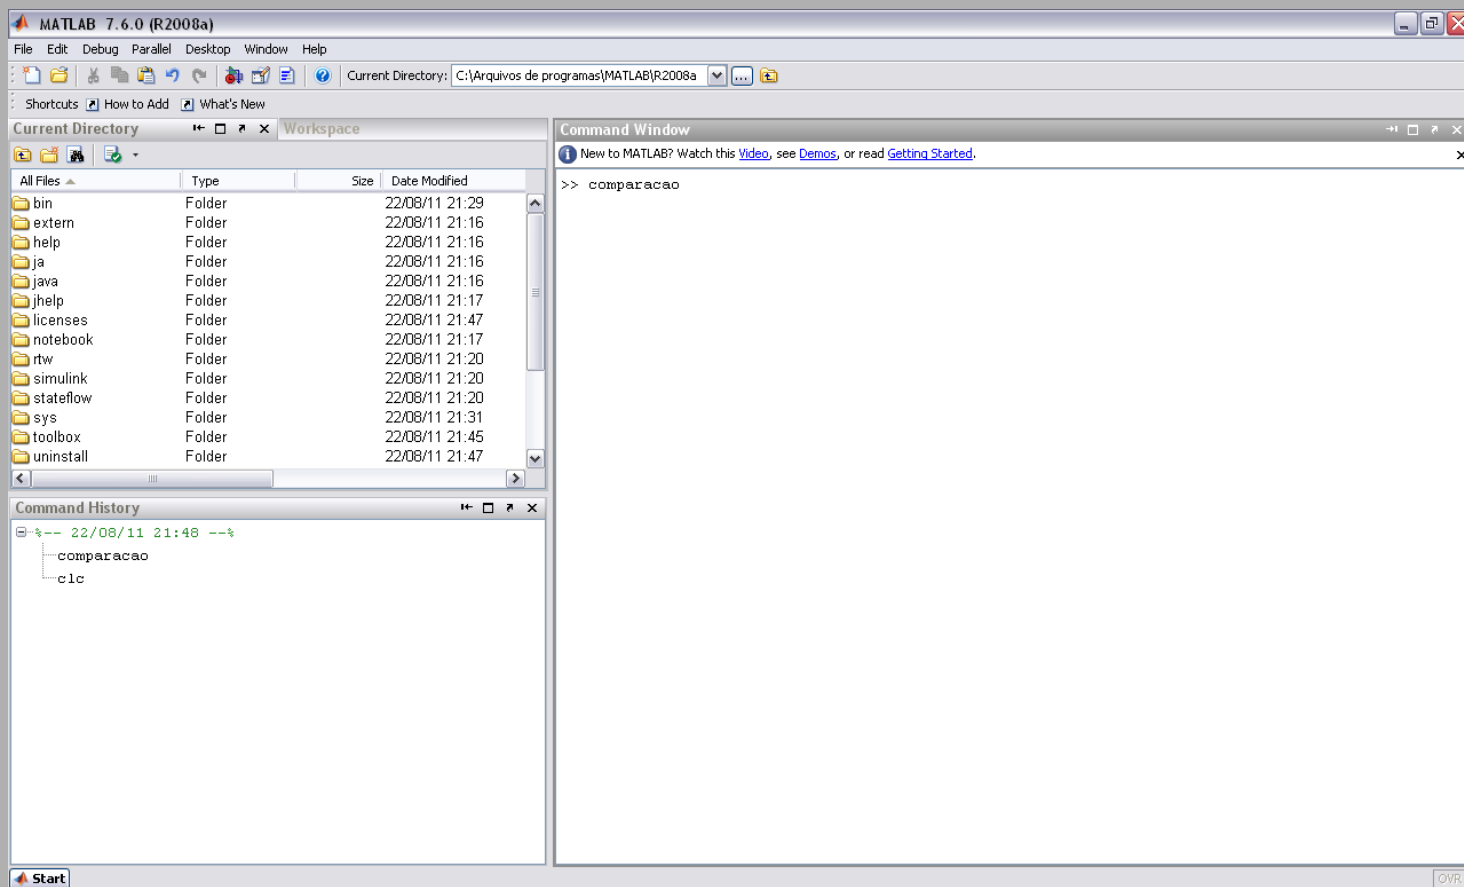 MATLAB 7.6.0 (R2008a)
File Edit Debug Parallel Desktop Window Help
Current Directory: C:\Arquivos de programas\MATLAB\R2008a
Shortcuts How to Add What's New
Current Directory Workspace
All Files Type Size Date Modified
bin Folder 22/08/11 21:29
extern Folder 22/08/11 21:16
help Folder 22/08/11 21:16
ja Folder 22/08/11 21:16
java Folder 22/08/11 21:16
jhelp Folder 22/08/11 21:17
licenses Folder 22/08/11 21:47
notebook Folder 22/08/11 21:17
rtw Folder 22/08/11 21:20
simulink Folder 22/08/11 21:20
stateflow Folder 22/08/11 21:20
sys Folder 22/08/11 21:31
toolbox Folder 22/08/11 21:45
uninstall Folder 22/08/11 21:47
Command History
%-- 22/08/11 21:48 --%
comparacao
clc
Command Window
New to MATLAB? Watch this Video, see Demos, or read Getting Started.
>> comparacao
Start
OVR